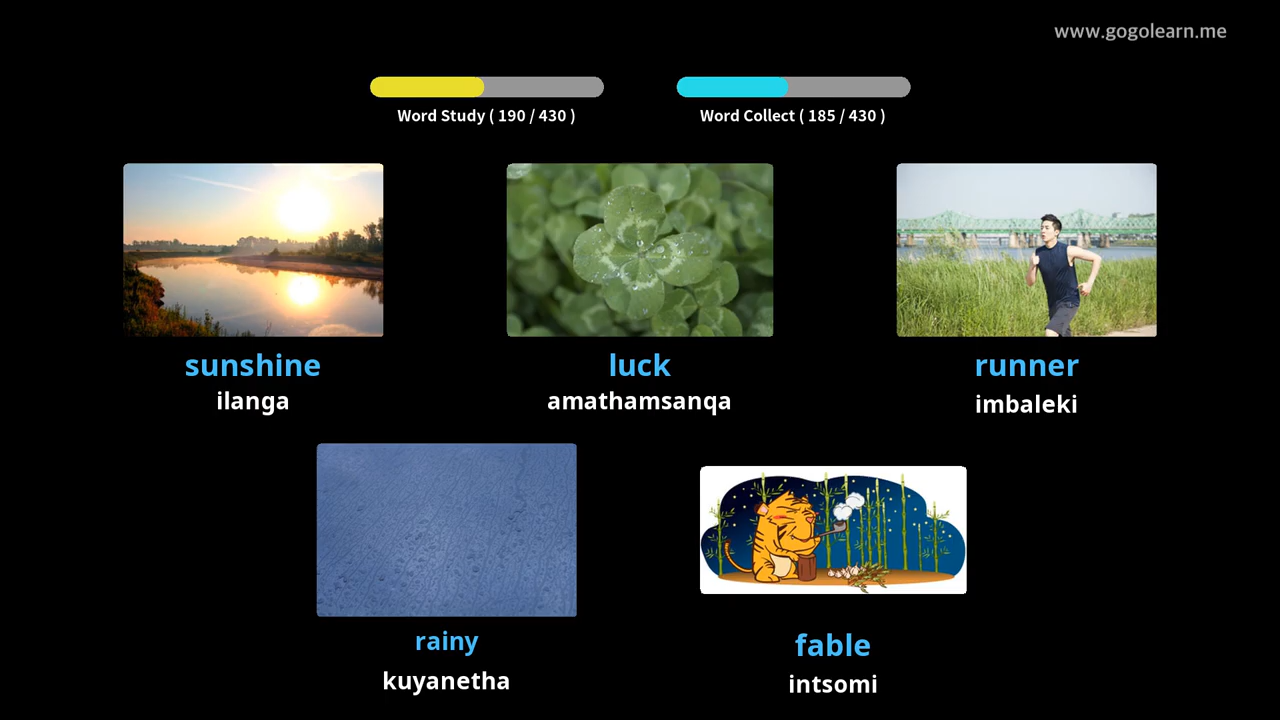 www.gogolearn.me
Word Study ( 190 / 430 )
Word Collect ( 185 / 430 )
sunshine
ilanga
luck
amathamsanqa
runner
imbaleki
rainy
kuyanetha
fable
intsomi